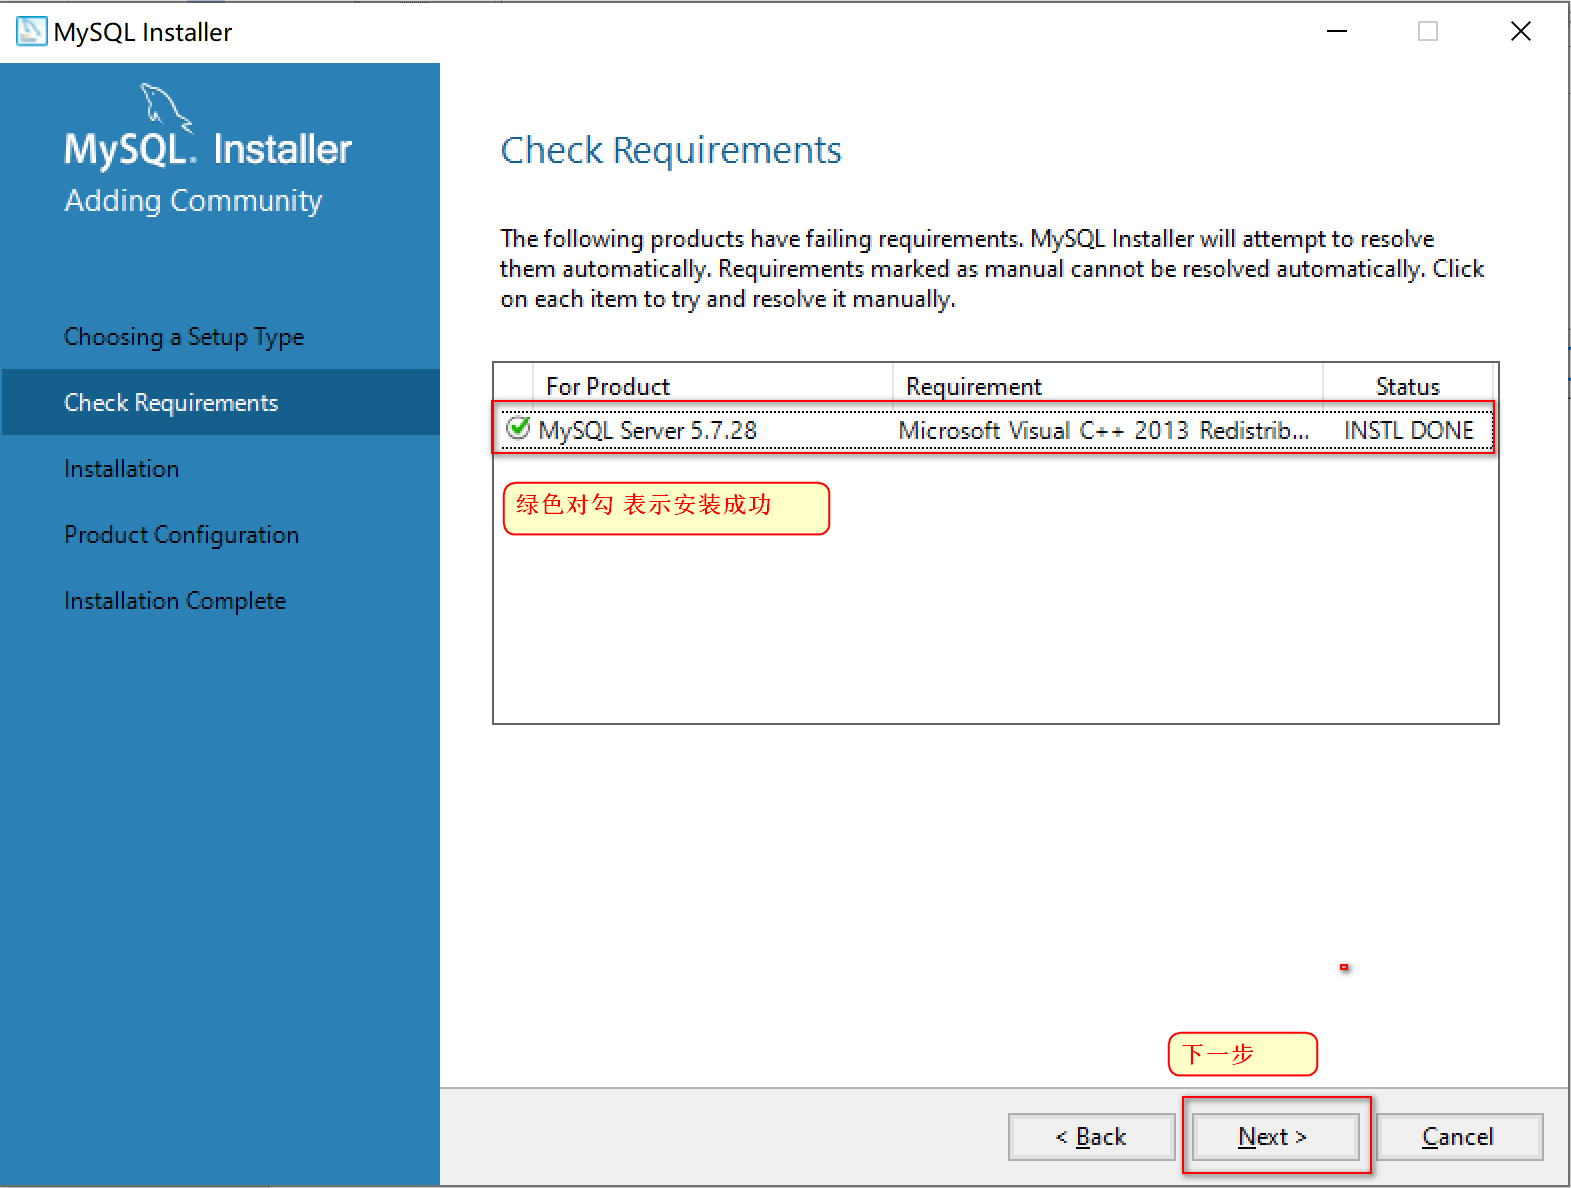 MySQL Installer
MySQL. Installer
Adding Community
Choosing a Setup Type
Check Requirements
Installation
Product Configuration
Installation Complete
Check Requirements
The following products have failing requirements. MySQL Installer will attempt to resolve
them automatically. Requirements marked as manual cannot be resolved automatically. Click
on each item to try and resolve it manually.
For Product Requirement Status
MySQL Server 5.7.28 Microsoft Visual C++ 2013 Redistrib... INSTL DONE
绿色对勾 表示安装成功
下一步
< Back Next > Cancel